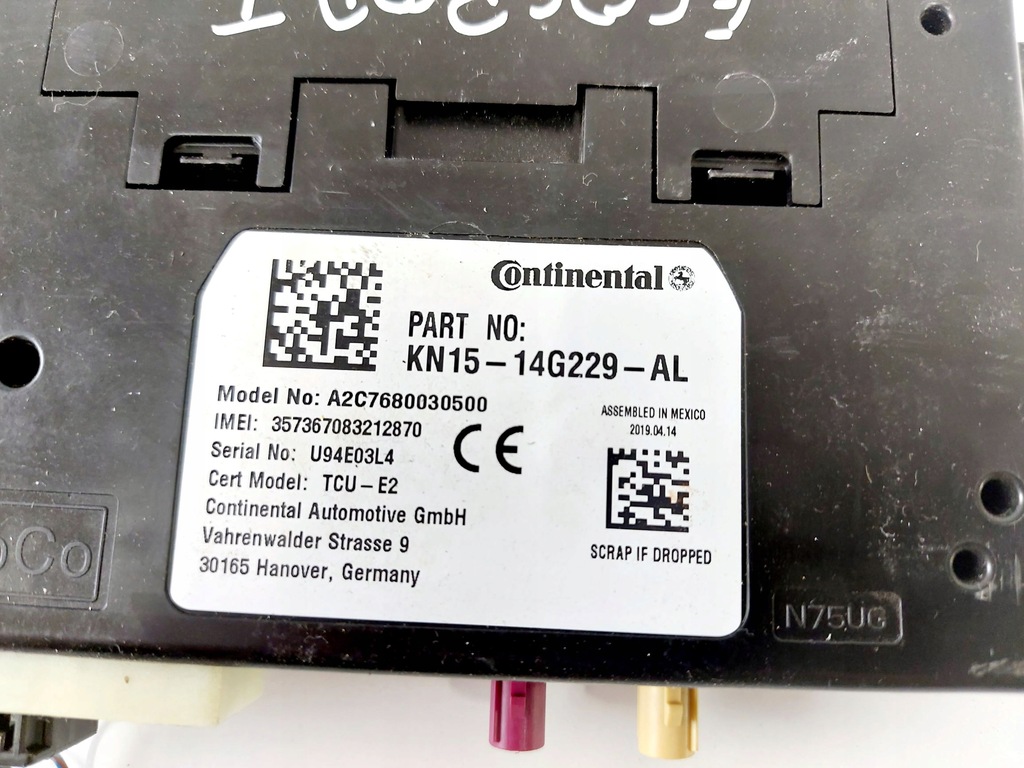 ECOSPORT
Continental
PART NO:
KN15-14G229-AL
Model No: A2C7680030500
IMEI: 357367083212870
Serial No: U94E03L4
Cert Model: TCU-E2
Continental Automotive GmbH
Vahrenwalder Strasse 9
30165 Hanover, Germany
CE
ASSEMBLED IN MEXICO
2019.04.14
SCRAP IF DROPPED
oCo
N75UG